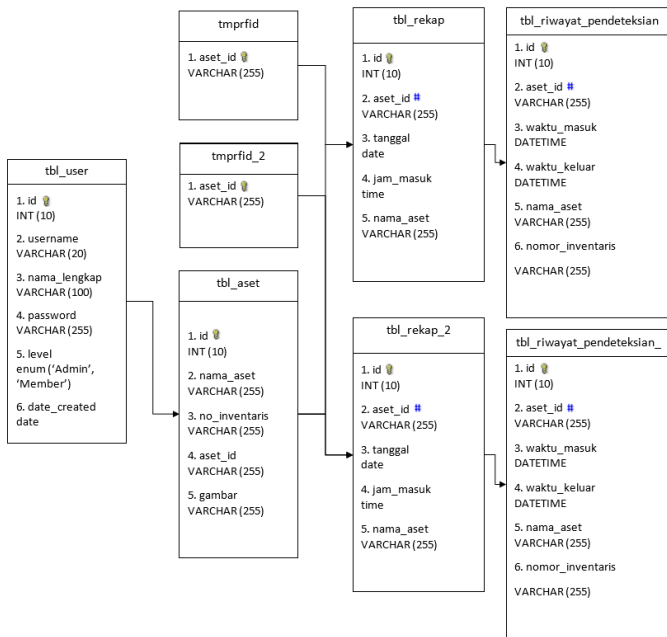 tbl_user
1. id
INT (10)
2. username
VARCHAR (20)
3. nama_lengkap
VARCHAR (100)
4. password
VARCHAR (255)
5. level
enum (‘Admin’,
‘Member’)
6. date_created
date
tmprfid
1. aset_id
VARCHAR (255)
tmprfid_2
1. aset_id
VARCHAR (255)
tbl_aset
1. id
INT (10)
2. nama_aset
VARCHAR (255)
3. no_inventaris
VARCHAR (255)
4. aset_id
VARCHAR (255)
5. gambar
VARCHAR (255)
tbl_rekap
1. id
INT (10)
2. aset_id #
VARCHAR (255)
3. tanggal
date
4. jam_masuk
time
5. nama_aset
VARCHAR (255)
tbl_rekap_2
1. id
INT (10)
2. aset_id #
VARCHAR (255)
3. tanggal
date
4. jam_masuk
time
5. nama_aset
VARCHAR (255)
tbl_riwayat_pendeteksian
1. id
INT (10)
2. aset_id #
VARCHAR (255)
3. waktu_masuk
DATETIME
4. waktu_keluar
DATETIME
5. nama_aset
VARCHAR (255)
6. nomor_inventaris
VARCHAR (255)
tbl_riwayat_pendeteksian_
1. id
INT (10)
2. aset_id #
VARCHAR (255)
3. waktu_masuk
DATETIME
4. waktu_keluar
DATETIME
5. nama_aset
VARCHAR (255)
6. nomor_inventaris
VARCHAR (255)